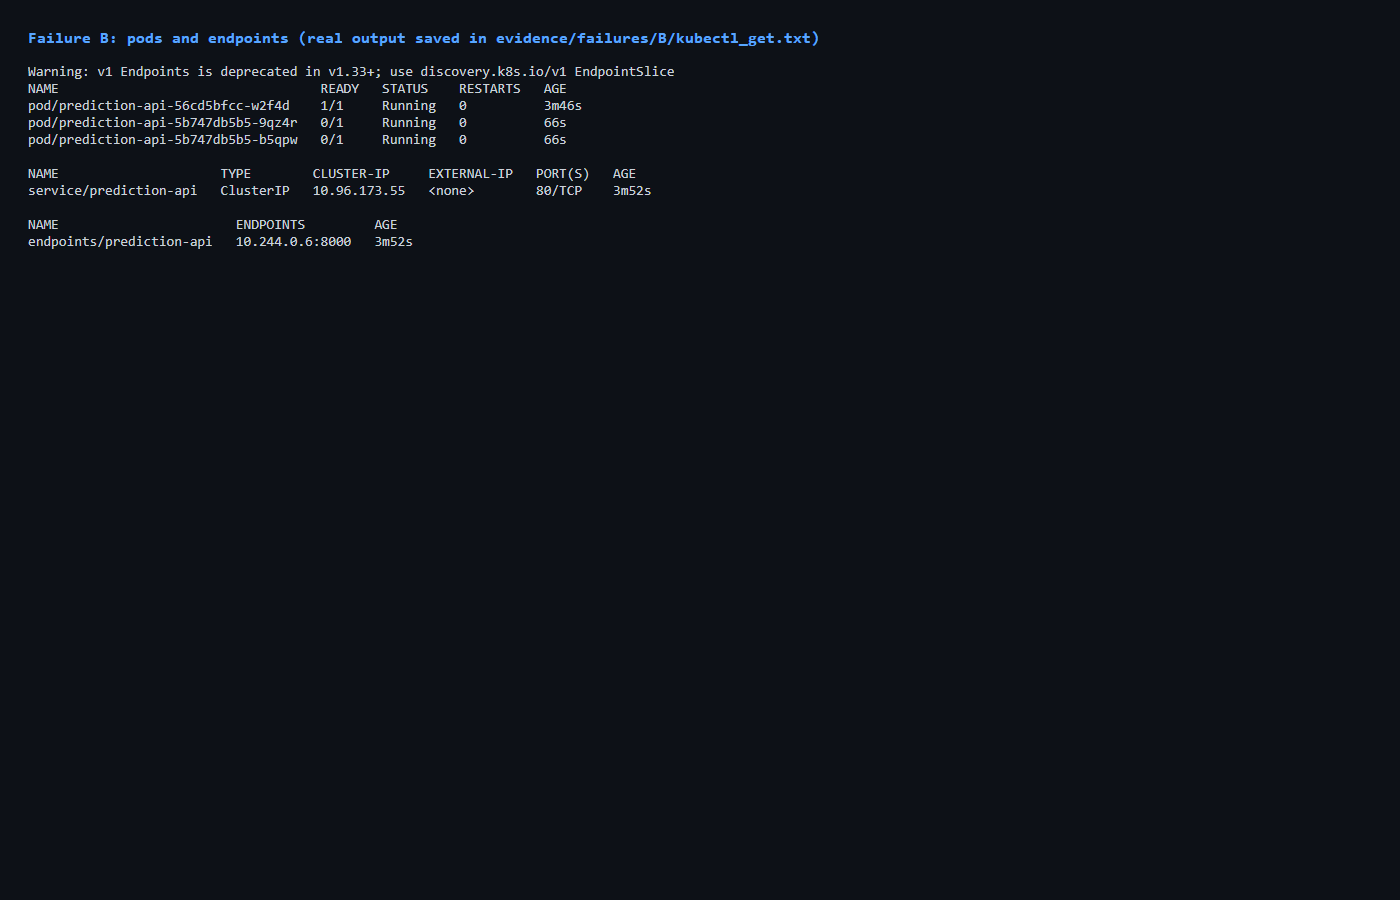 Failure B: pods and endpoints (real output saved in evidence/failures/B/kubectl_get.txt)
Warning: v1 Endpoints is deprecated in v1.33+; use discovery.k8s.io/v1 EndpointSlice
NAME                                  READY   STATUS    RESTARTS   AGE
pod/prediction-api-56cd5bfcc-w2f4d    1/1     Running   0          3m46s
pod/prediction-api-5b747db5b5-9qz4r   0/1     Running   0          66s
pod/prediction-api-5b747db5b5-b5qpw   0/1     Running   0          66s
NAME                     TYPE        CLUSTER-IP     EXTERNAL-IP   PORT(S)   AGE
service/prediction-api   ClusterIP   10.96.173.55   <none>        80/TCP    3m52s
NAME                       ENDPOINTS         AGE
endpoints/prediction-api   10.244.0.6:8000   3m52s